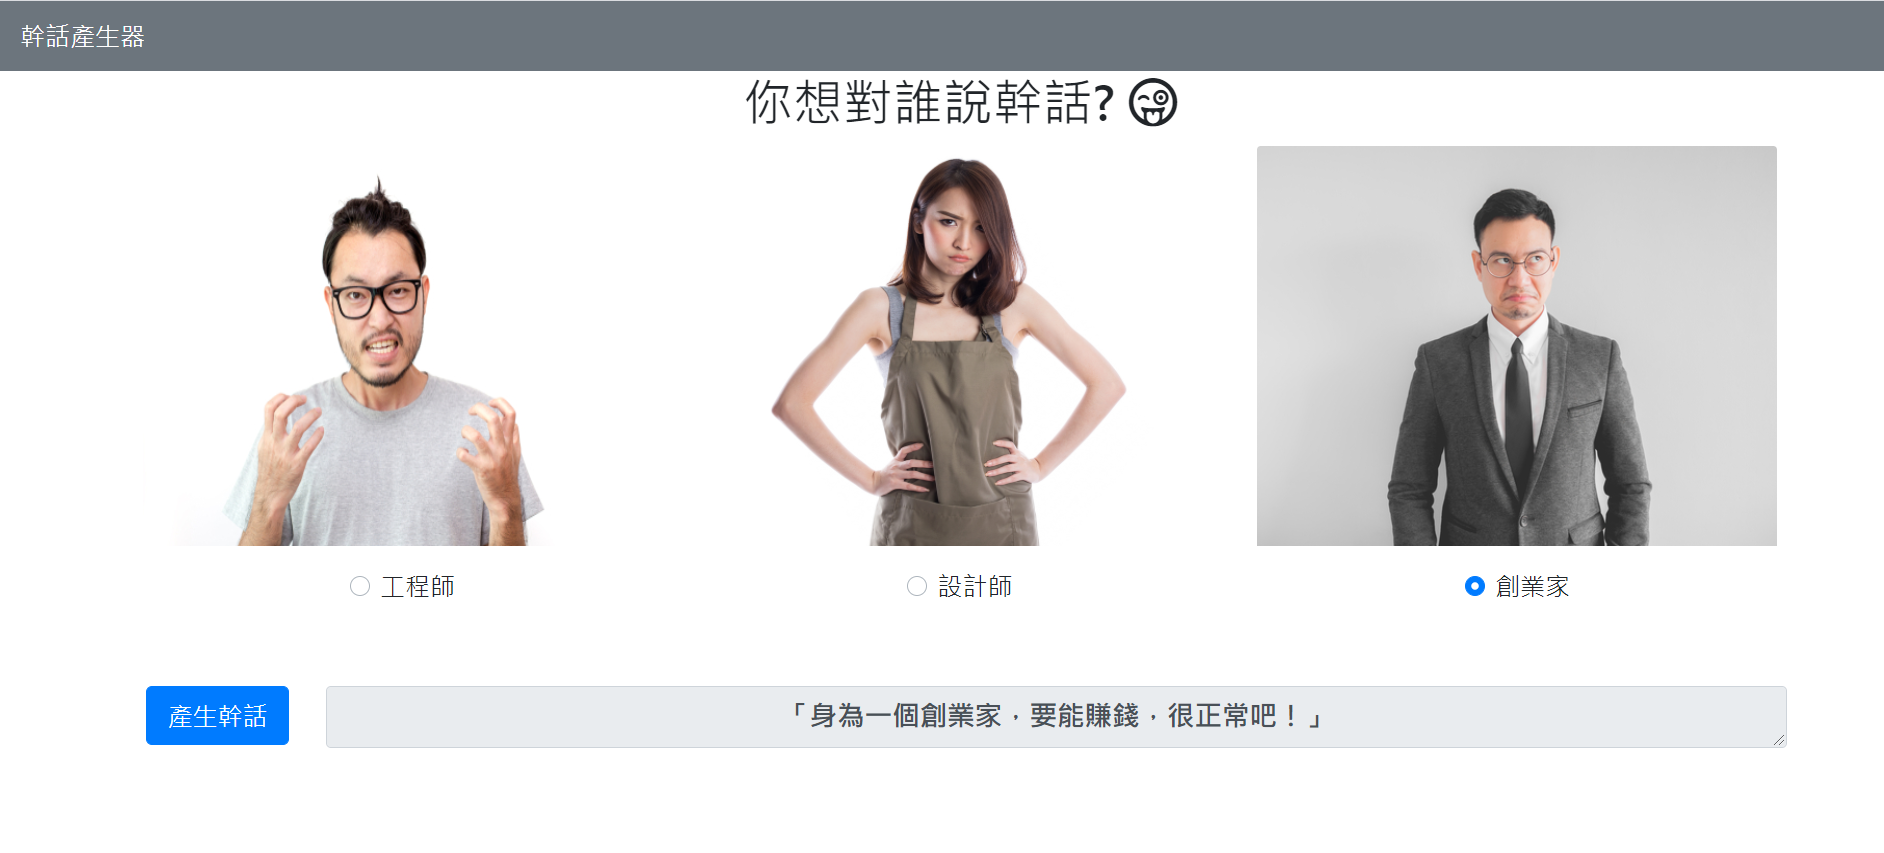 幹話產生器
你想對誰說幹話?
工程師
設計師
創業家
產生幹話
「身為一個創業家，要能賺錢，很正常吧！」